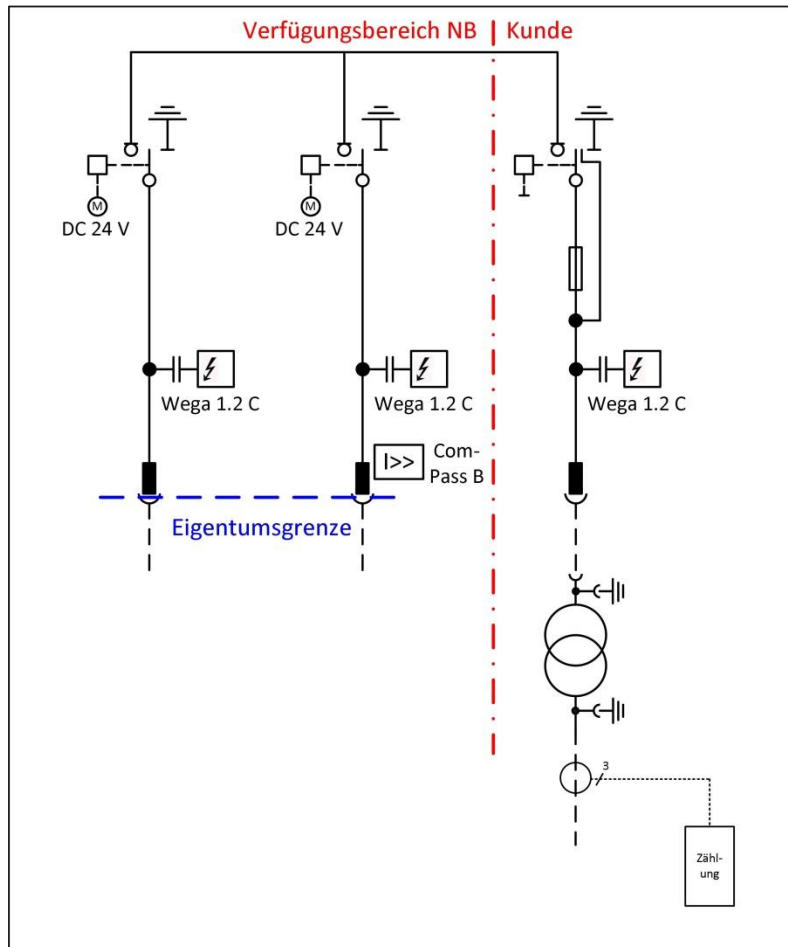 Verfügungsbereich NB
Kunde
M
DC 24 V
M
DC 24 V
Wega 1.2 C
Wega 1.2 C
Wega 1.2 C
I>>
Com-
Pass B
Eigentumsgrenze
3
Zähl-
ung